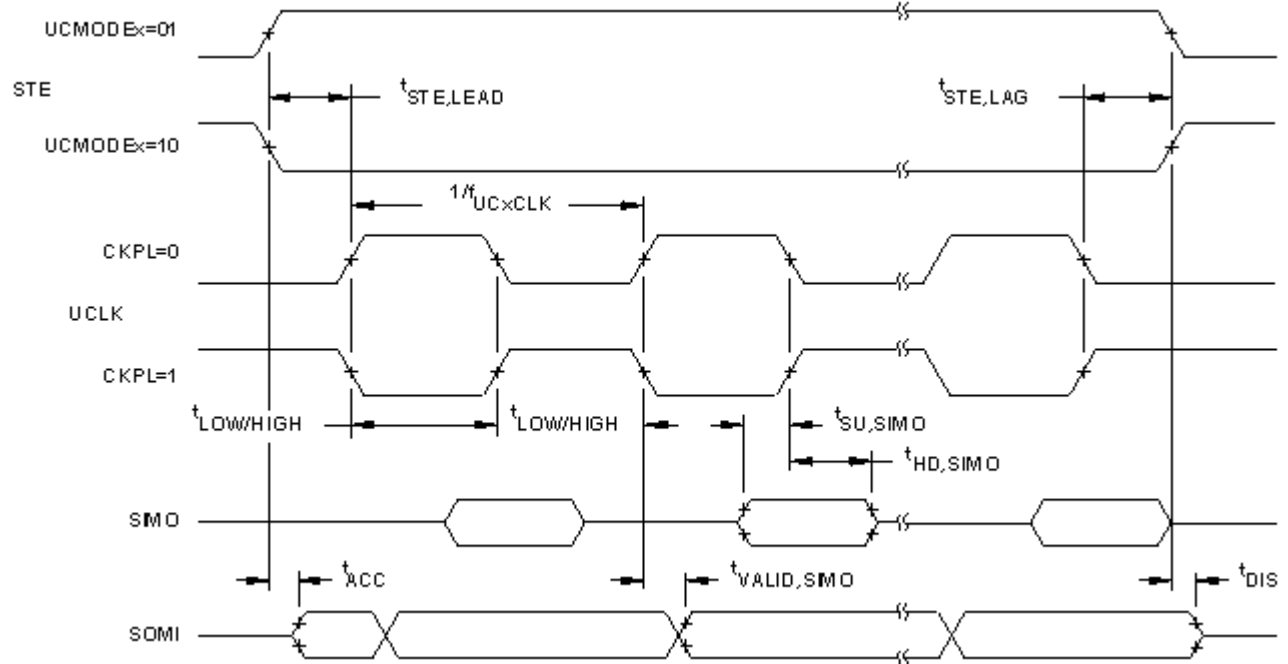 UCMODEx=01
STE
tSTE,LEAD
tSTE,LAG
UCMODEx=10
1/fUCxCLK
CKPL=0
UCLK
CKPL=1
tLOW/HIGH
tLOW/HIGH
tSU,SIMO
tHD,SIMO
SIMO
tACC
tVALID,SIMO
tDIS
SOMI